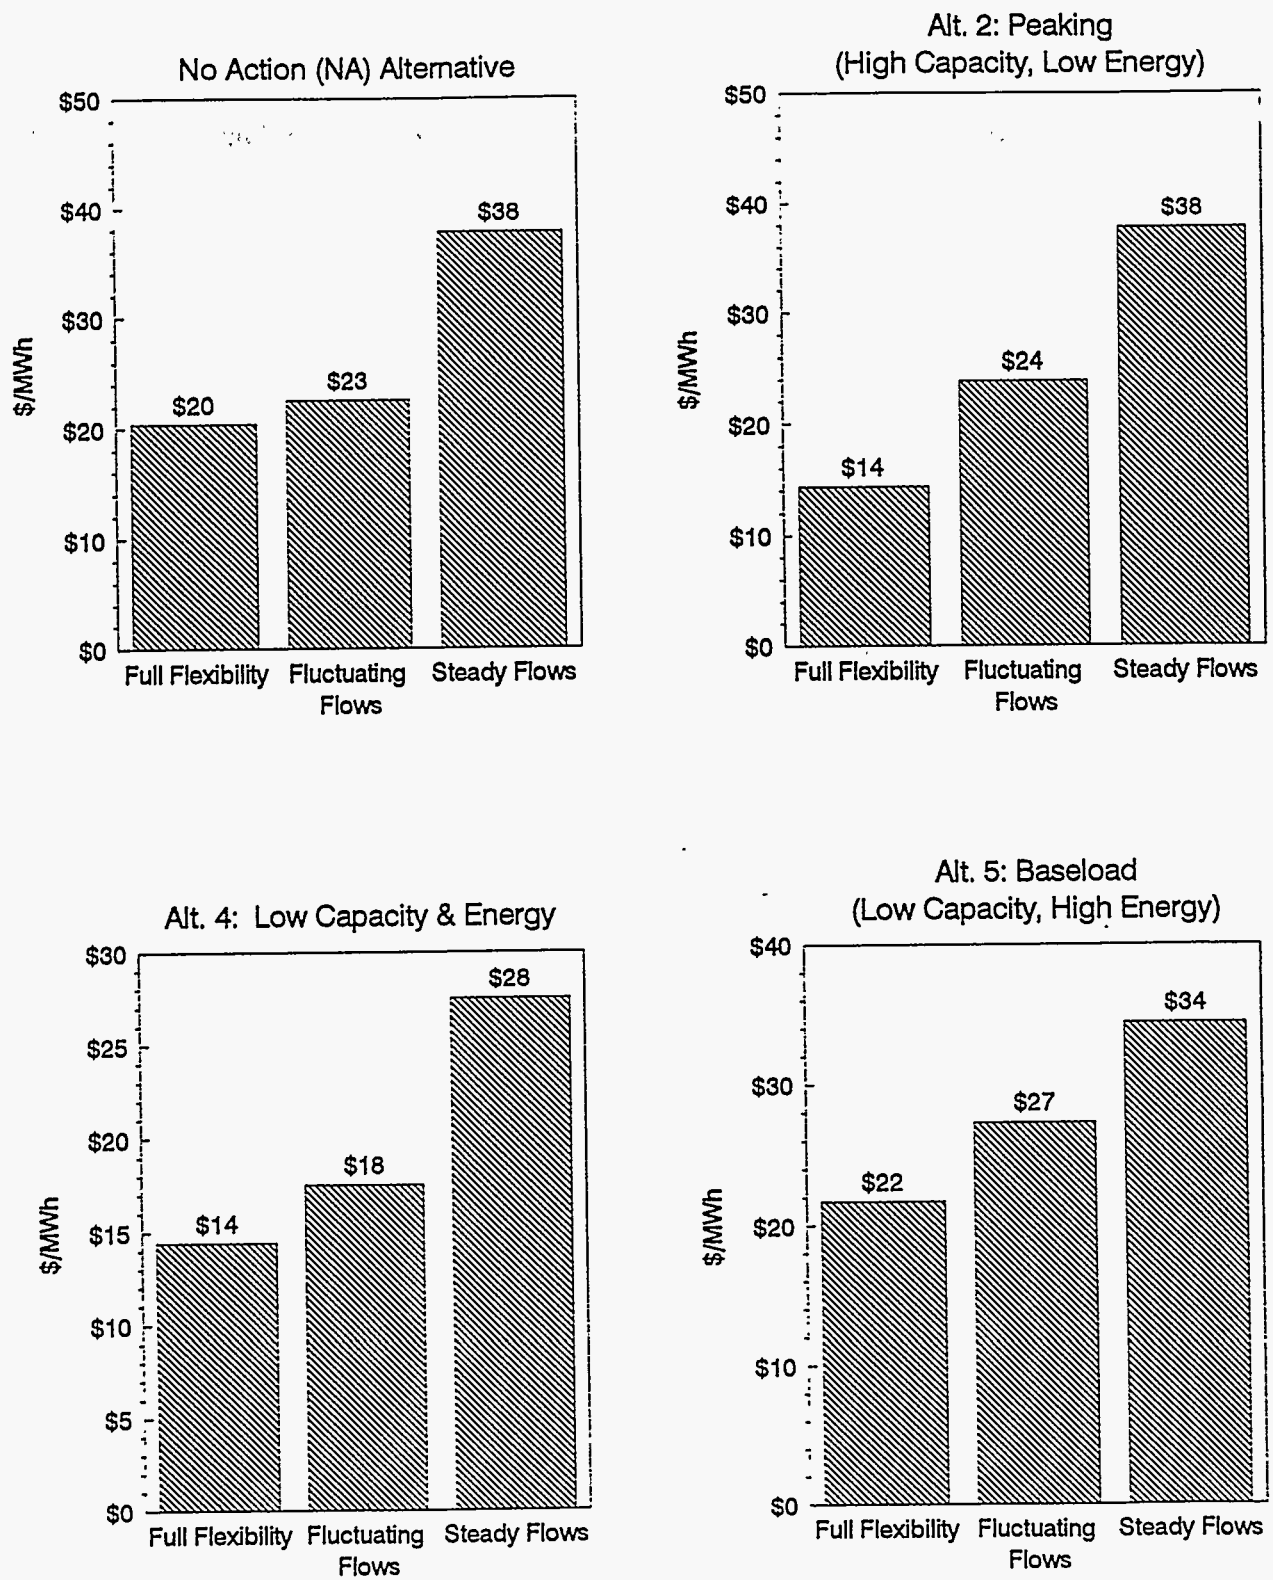 No Action (NA) Alternative
$50
$40
$30
$20
$10
$0
$/MWh
$20
$23
$38
Full Flexibility
Fluctuating
Flows
Steady Flows
Alt. 2: Peaking
(High Capacity, Low Energy)
$50
$40
$30
$20
$10
$0
$/MWh
$14
$24
$38
Full Flexibility
Fluctuating
Flows
Steady Flows
Alt. 4: Low Capacity & Energy
$30
$25
$20
$15
$10
$5
$0
$/MWh
$14
$18
$28
Full Flexibility
Fluctuating
Flows
Steady Flows
Alt. 5: Baseload
(Low Capacity, High Energy)
$40
$30
$20
$10
$0
$/MWh
$22
$27
$34
Full Flexibility
Fluctuating
Flows
Steady Flows